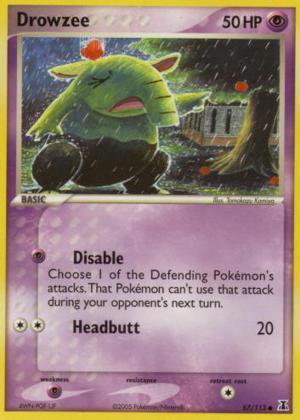 Drowzee 50 HP
Illus. Tomokazu Komiya
BASIC
Disable
Choose 1 of the Defending Pokémon's
attacks. That Pokémon can't use that attack
during your opponent's next turn.
Headbutt 20
weakness resistance retreat cost
©2005 Pokémon/Nintendo
67/113